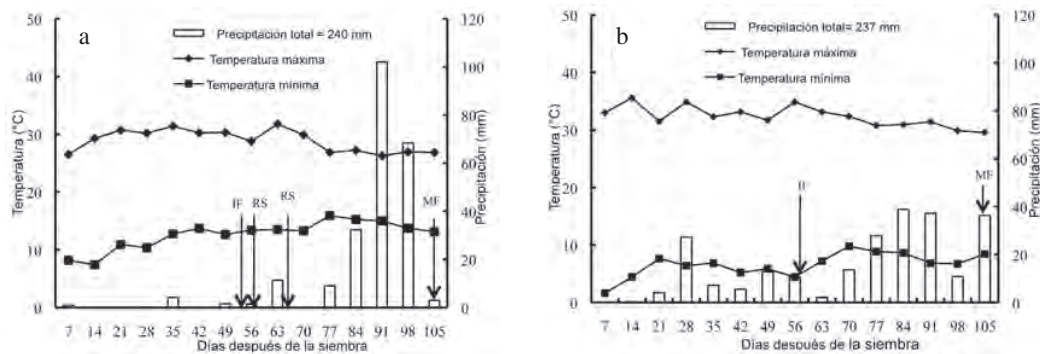 a
Precipitación total = 240 mm
Temperatura máxima
Temperatura mínima
50
40
30
20
10
0
Temperatura (°C)
120
100
80
60
40
20
0
Precipitación (mm)
IF
RS
RS
MF
7 14 21 28 35 42 49 56 63 70 77 84 91 98 105
Días después de la siembra
b
Precipitación total= 237 mm
Temperatura máxima
Temperatura mínima
50
40
30
20
10
0
Temperatura (°C)
120
100
80
60
40
20
0
Precipitación (mm)
IF
MF
7 14 21 28 35 42 49 56 63 70 77 84 91 98 105
Días después de la siembra